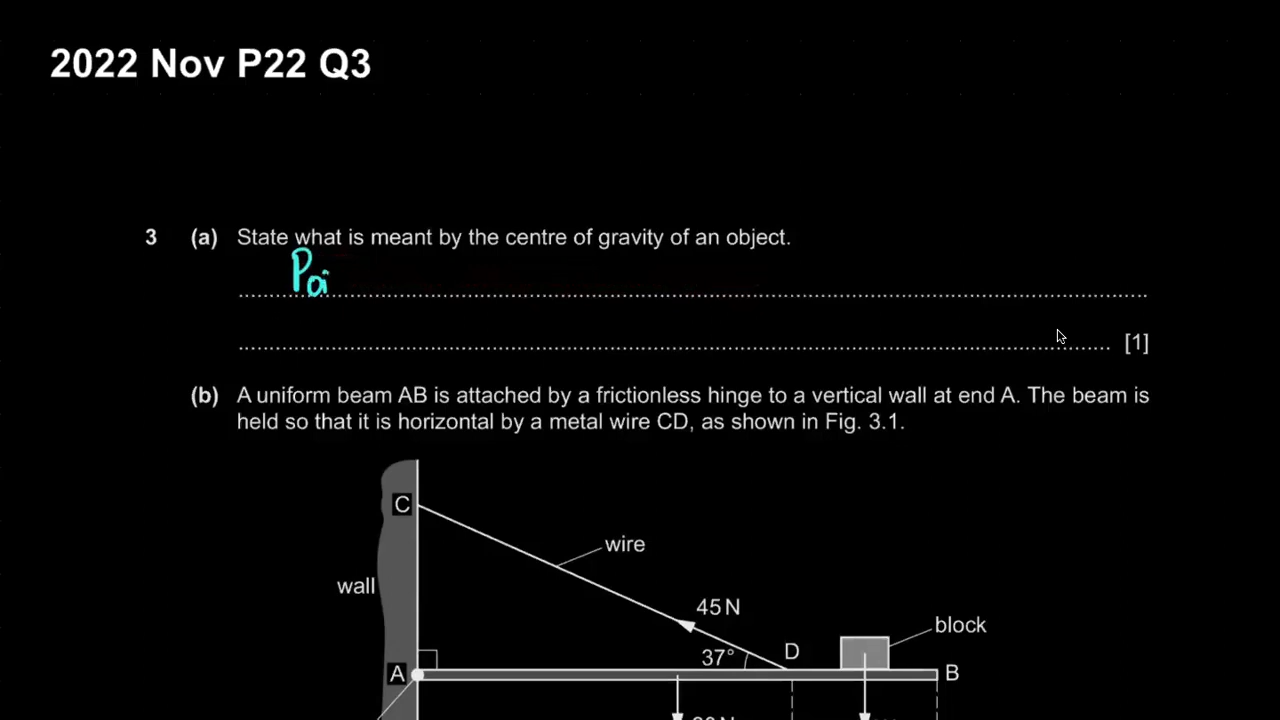 2022 Nov P22 Q3
3 (a) State what is meant by the centre of gravity of an object.
Poi
[1]
(b) A uniform beam AB is attached by a frictionless hinge to a vertical wall at end A. The beam is
held so that it is horizontal by a metal wire CD, as shown in Fig. 3.1.
C
wire
wall
45 N
block
37°
D
A
B